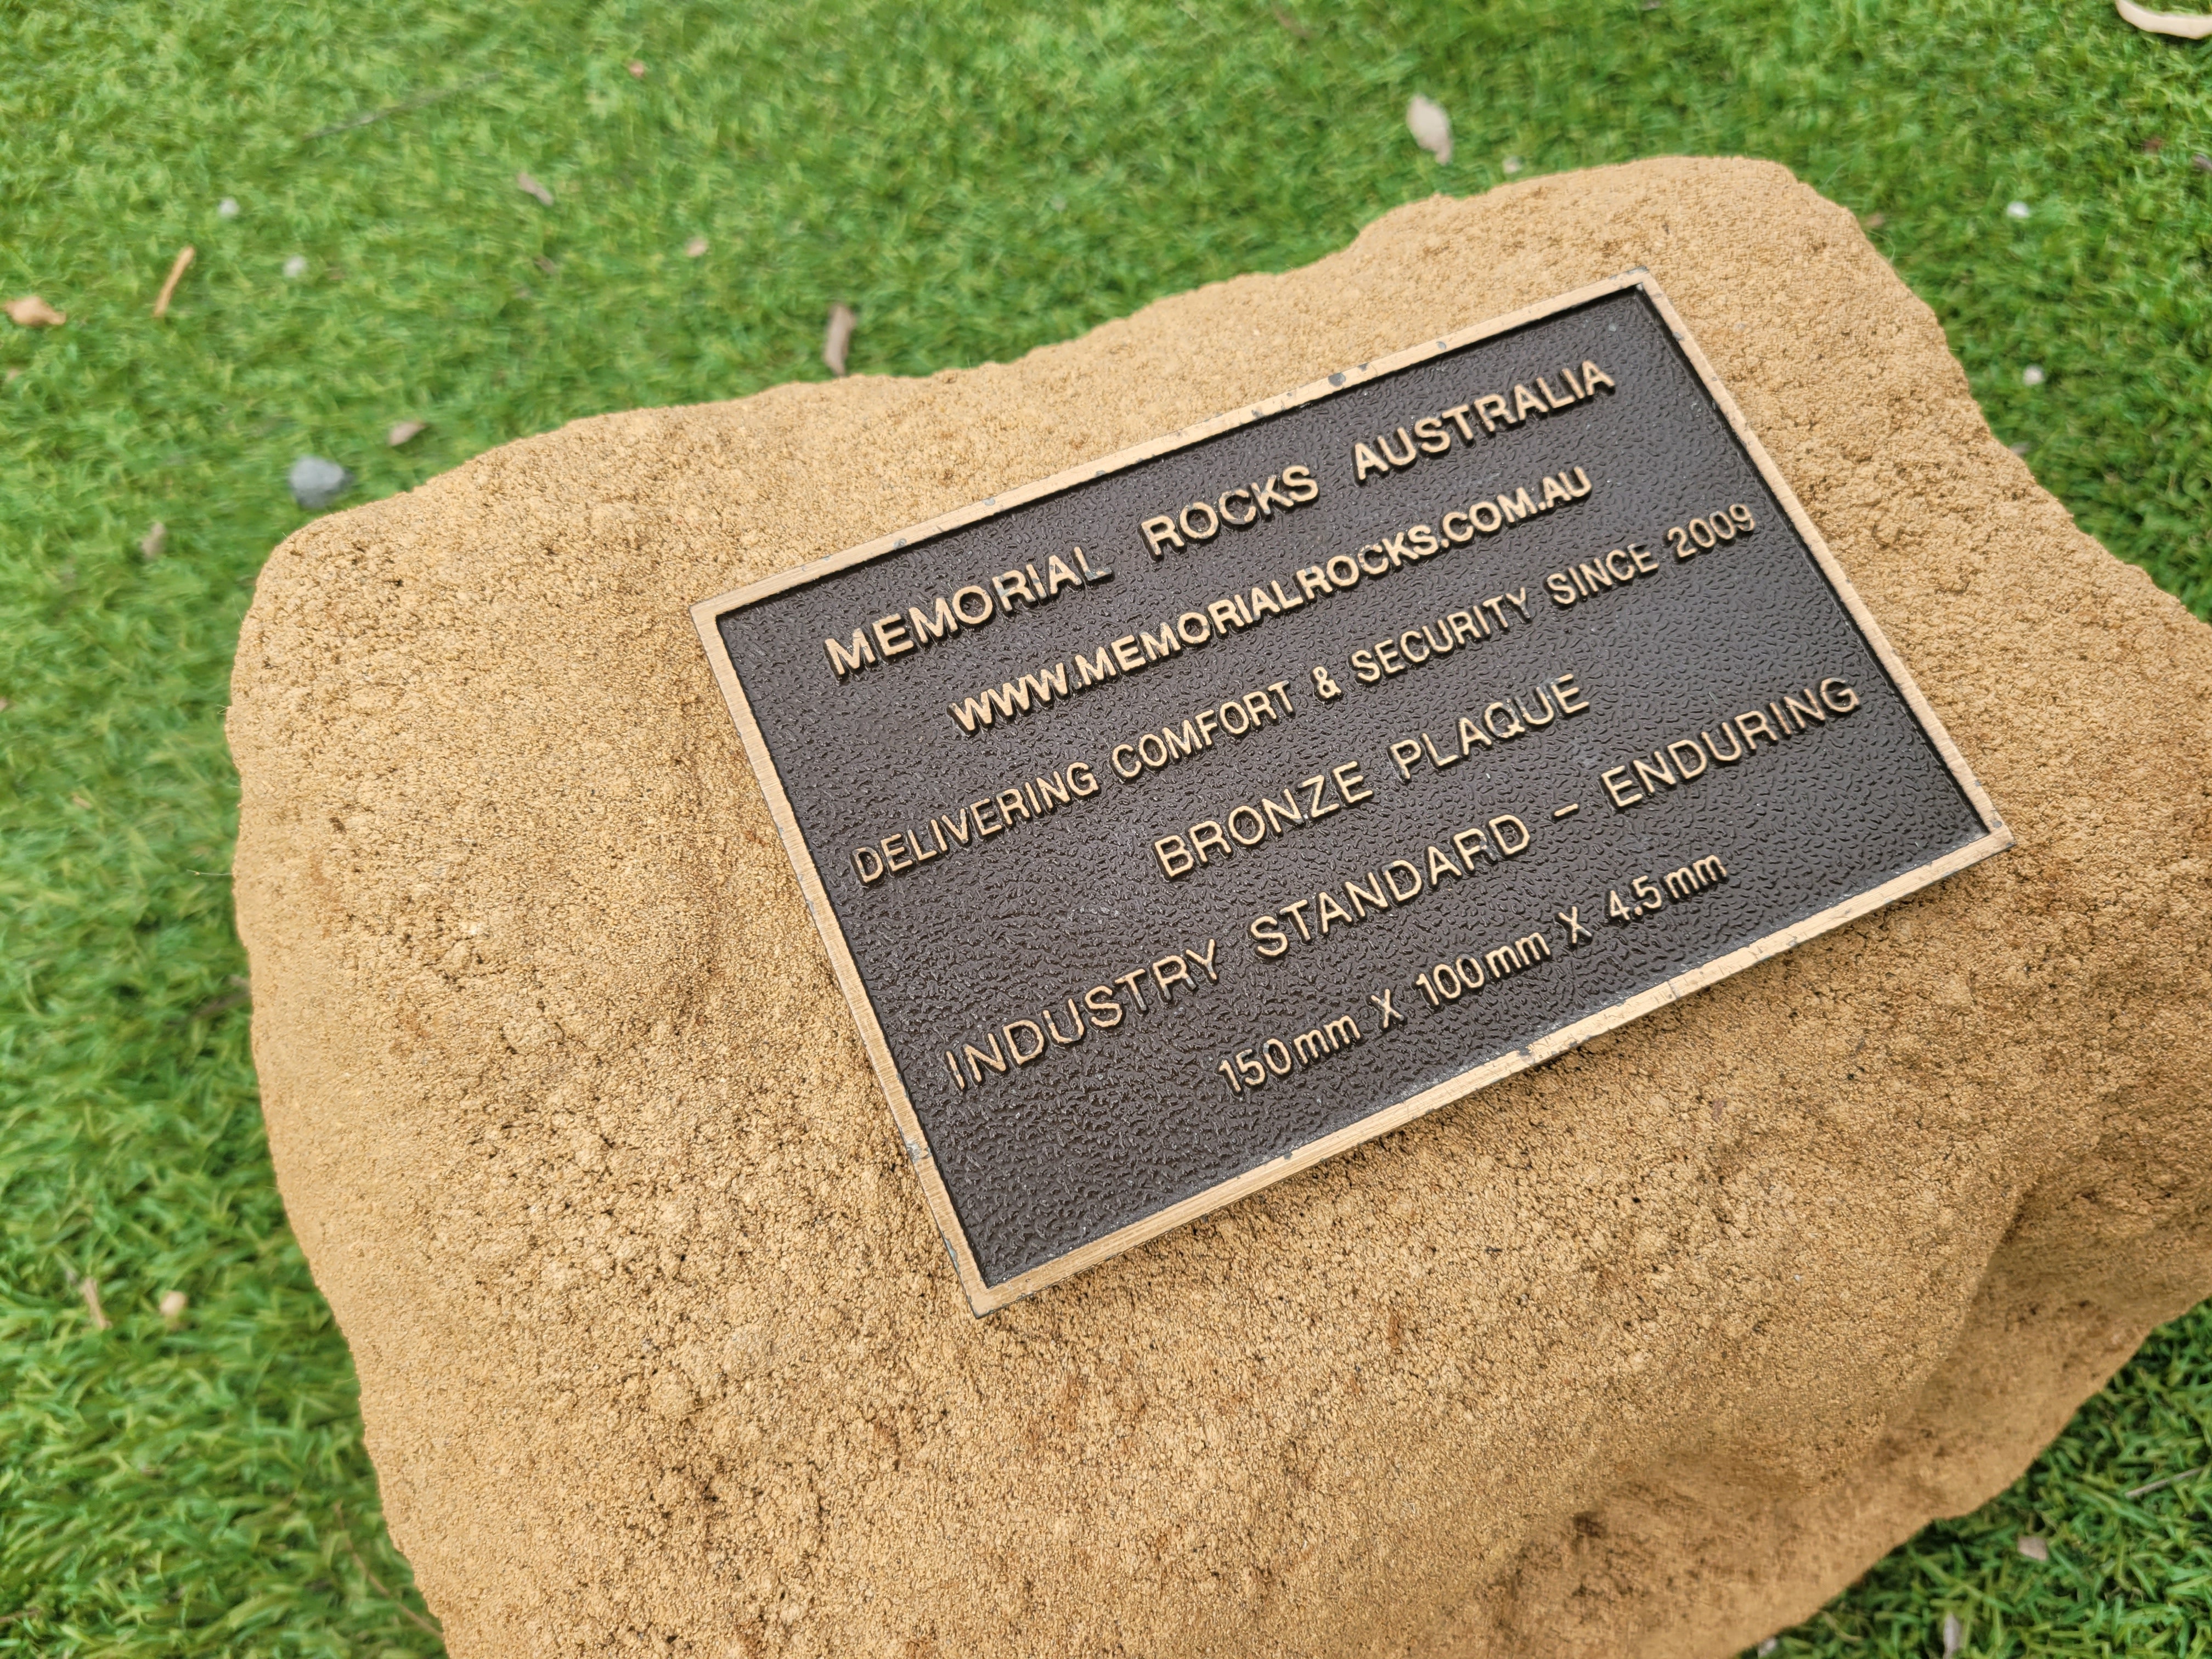 MEMORIAL ROCKS AUSTRALIA
WWW.MEMORIALROCKS.COM.AU
DELIVERING COMFORT & SECURITY SINCE 2009
BRONZE PLAQUE
INDUSTRY STANDARD - ENDURING
150mm X 100mm X 4.5mm